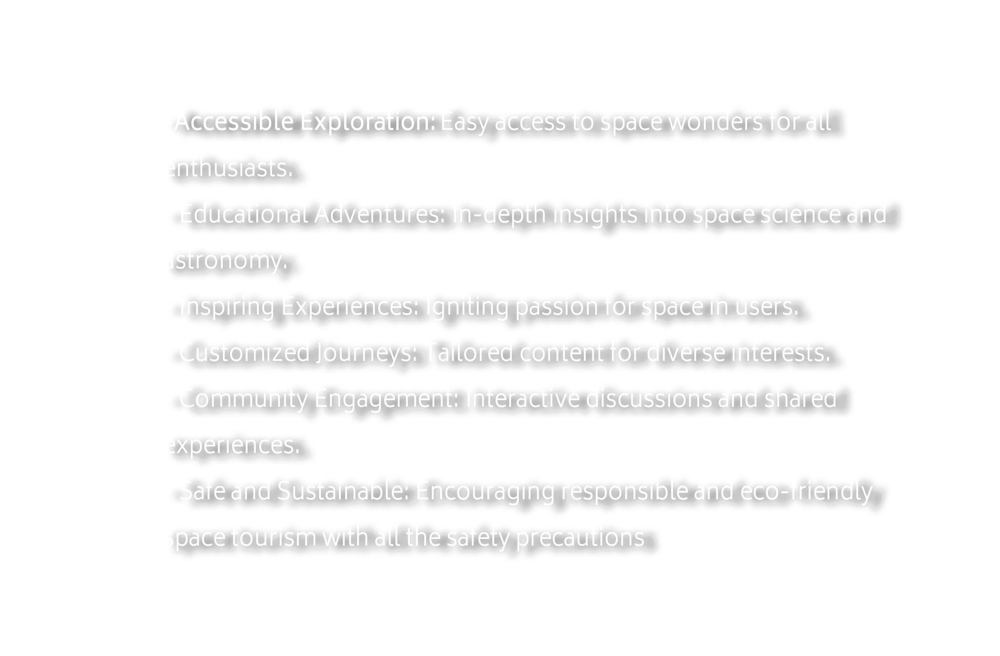 Accessible Exploration: Easy access to space wonders for all
enthusiasts.
Educational Adventures: In-depth insights into space science and
astronomy.
Inspiring Experiences: Igniting passion for space in users.
Customized Journeys: Tailored content for diverse interests.
Community Engagement: Interactive discussions and shared
experiences.
Safe and Sustainable: Encouraging responsible and eco-friendly
space tourism with all the safety precautions